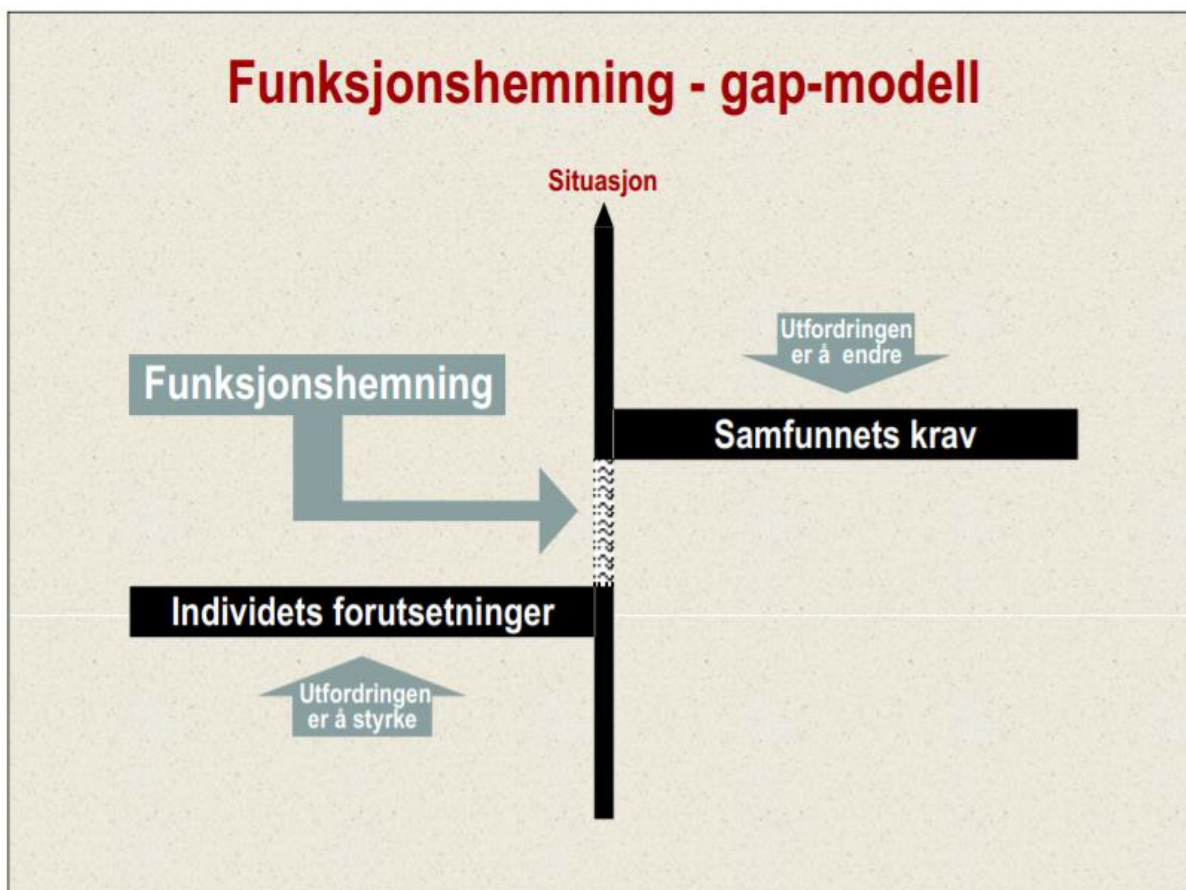 Funksjonshemning - gap-modell
Situasjon
Utfordringen
er å endre
Funksjonshemning
Samfunnets krav
Individets forutsetninger
Utfordringen
er å styrke